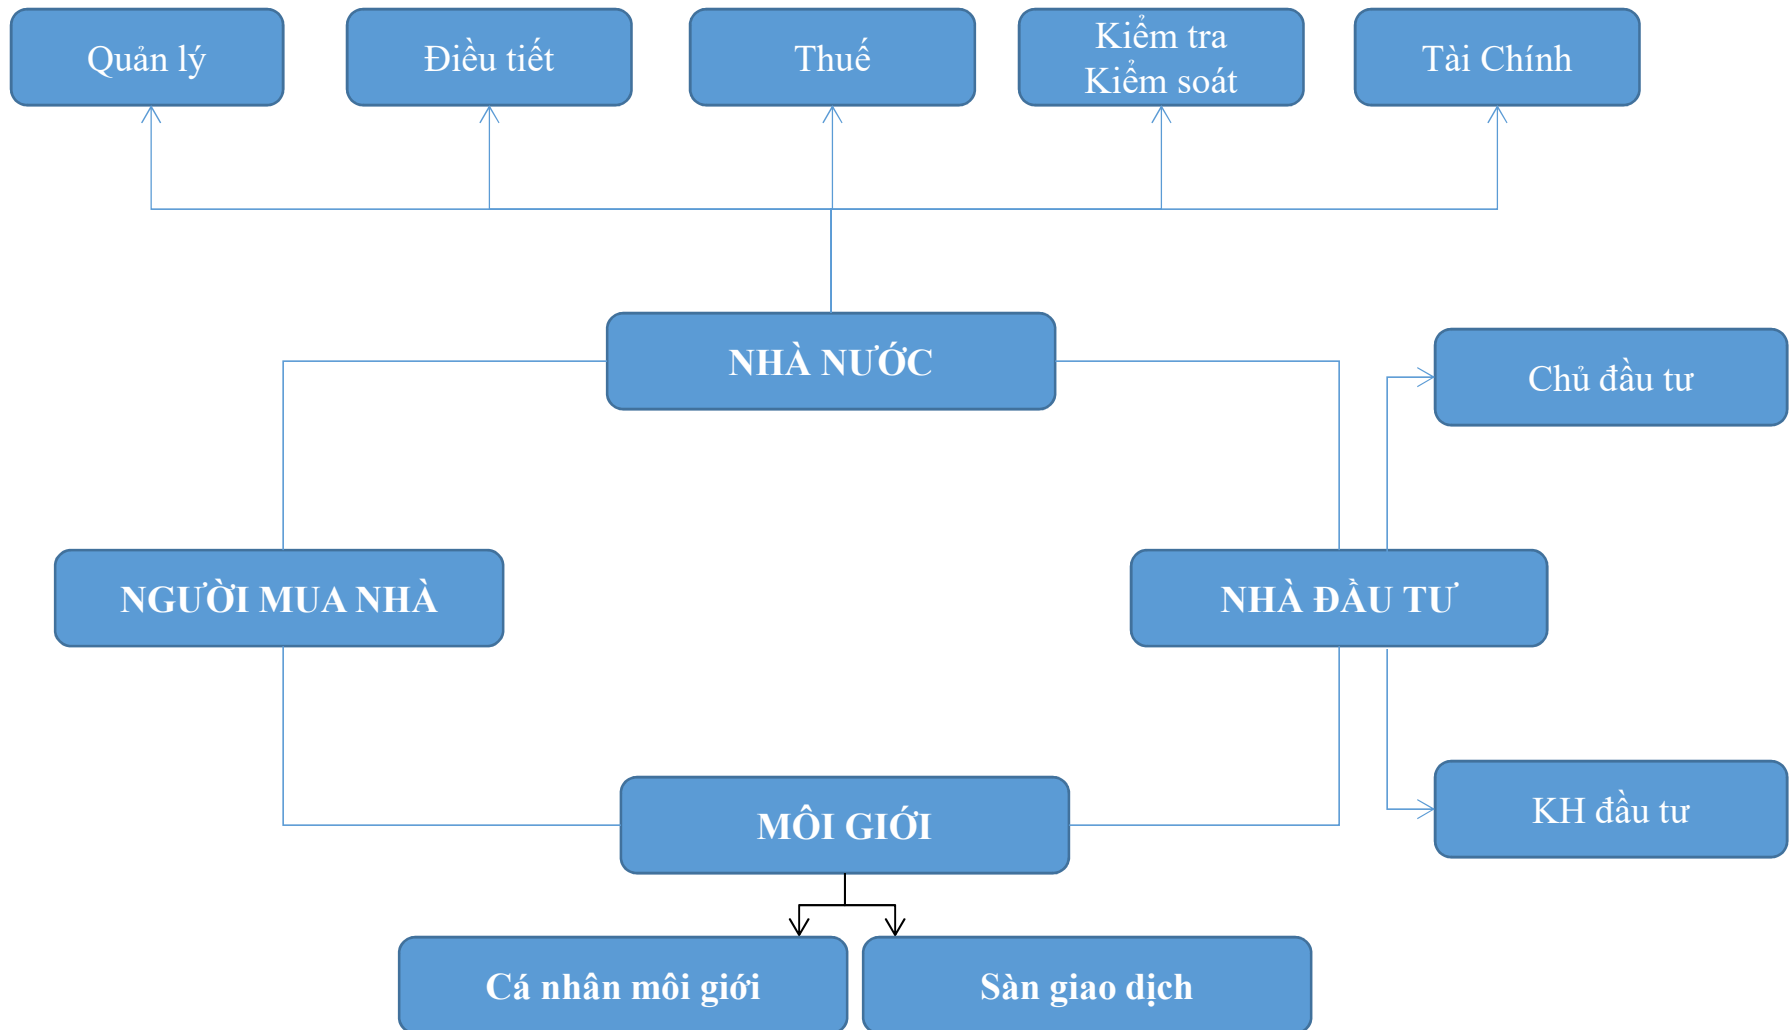 Quản lý
Điều tiết
Thuế
Kiểm tra
Kiểm soát
Tài Chính
NHÀ NƯỚC
Chủ đầu tư
NGƯỜI MUA NHÀ
NHÀ ĐẦU TƯ
KH đầu tư
MÔI GIỚI
Cá nhân môi giới
Sàn giao dịch